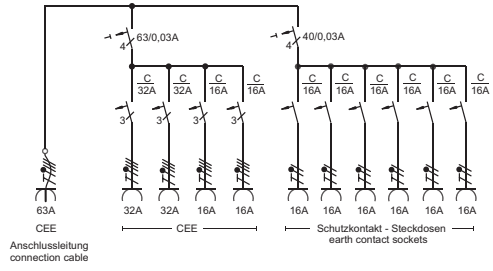 63/0,03A
40/0,03A
4
4
C C C C C C C C C C
32A 32A 16A 16A 16A 16A 16A 16A 16A 16A
3 3 3 3
63A 32A 32A 16A 16A 16A 16A 16A 16A 16A 16A
CEE CEE Schutzkontakt - Steckdosen
earth contact sockets
Anschlussleitung
connection cable